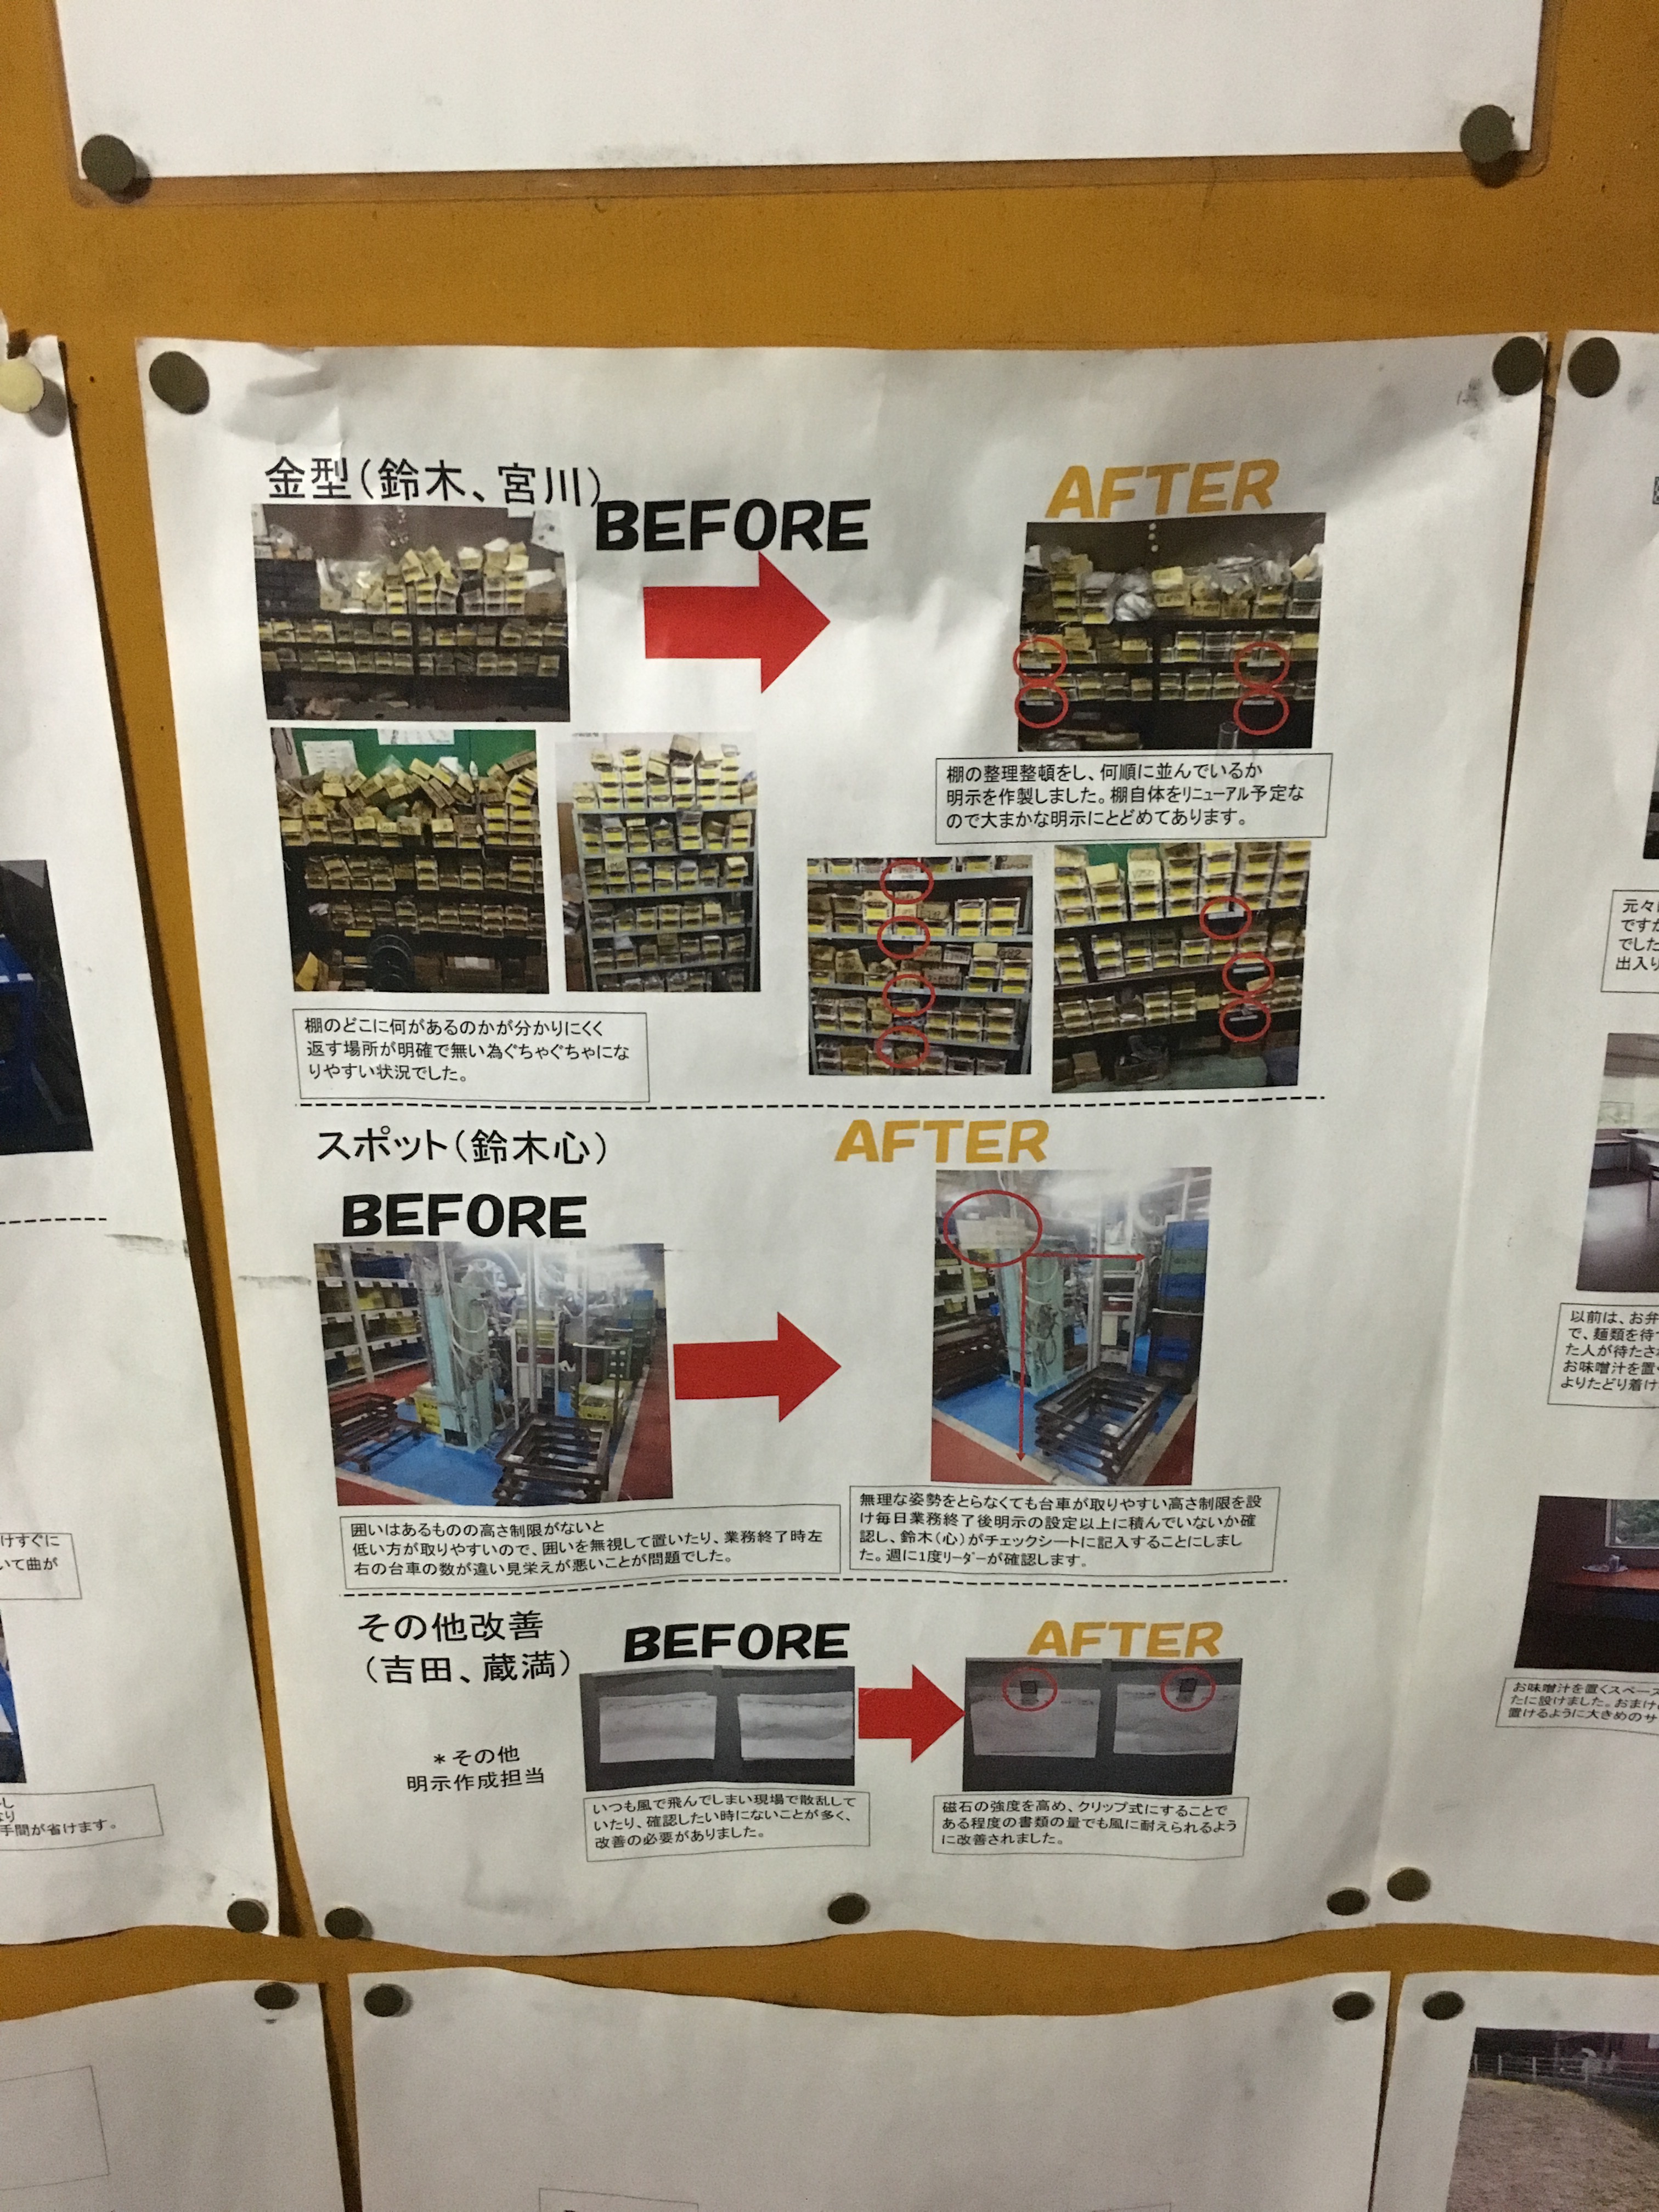 金型(鈴木、宮川)
BEFORE
AFTER
棚の整理整頓をし、何順に並んでいるか
明示を作製しました。棚自体をリニューアル予定な
ので大まかな明示にとどめてあります。
棚のどこに何があるのかが分かりにくく
返す場所が明確で無い為ぐちゃぐちゃにな
りやすい状況でした。
スポット(鈴木心)
BEFORE
AFTER
囲いはあるものの高さ制限がないと
低い方が取りやすいので、囲いを無視して置いたり、業務終了時左
右の台車の数が違い見栄えが悪いことが問題でした。
無理な姿勢をとらなくても台車が取りやすい高さ制限を設
け毎日業務終了後明示の設定以上に積んでいないか確
認し、鈴木(心)がチェックシートに記入することにしまし
た。週に1度リーダーが確認します。
その他改善
(吉田、蔵満)
BEFORE
AFTER
*その他
明示作成担当
いつも風で飛んでしまい現場で散乱して
いたり、確認したい時にないことが多く、
改善の必要がありました。
磁石の強度を高め、クリップ式にすることで
ある程度の書類の量でも風に耐えられるよう
に改善されました。
けすぐに
いて曲が
手間が省けます。
元々
ですが
でした
出入り
以前は、お弁
で、麺類を待
た人が待たさ
お味噌汁を置
よりたどり着け
お味噌汁を置くスペース
たに設けました。おまけ
置けるように大きめのサ